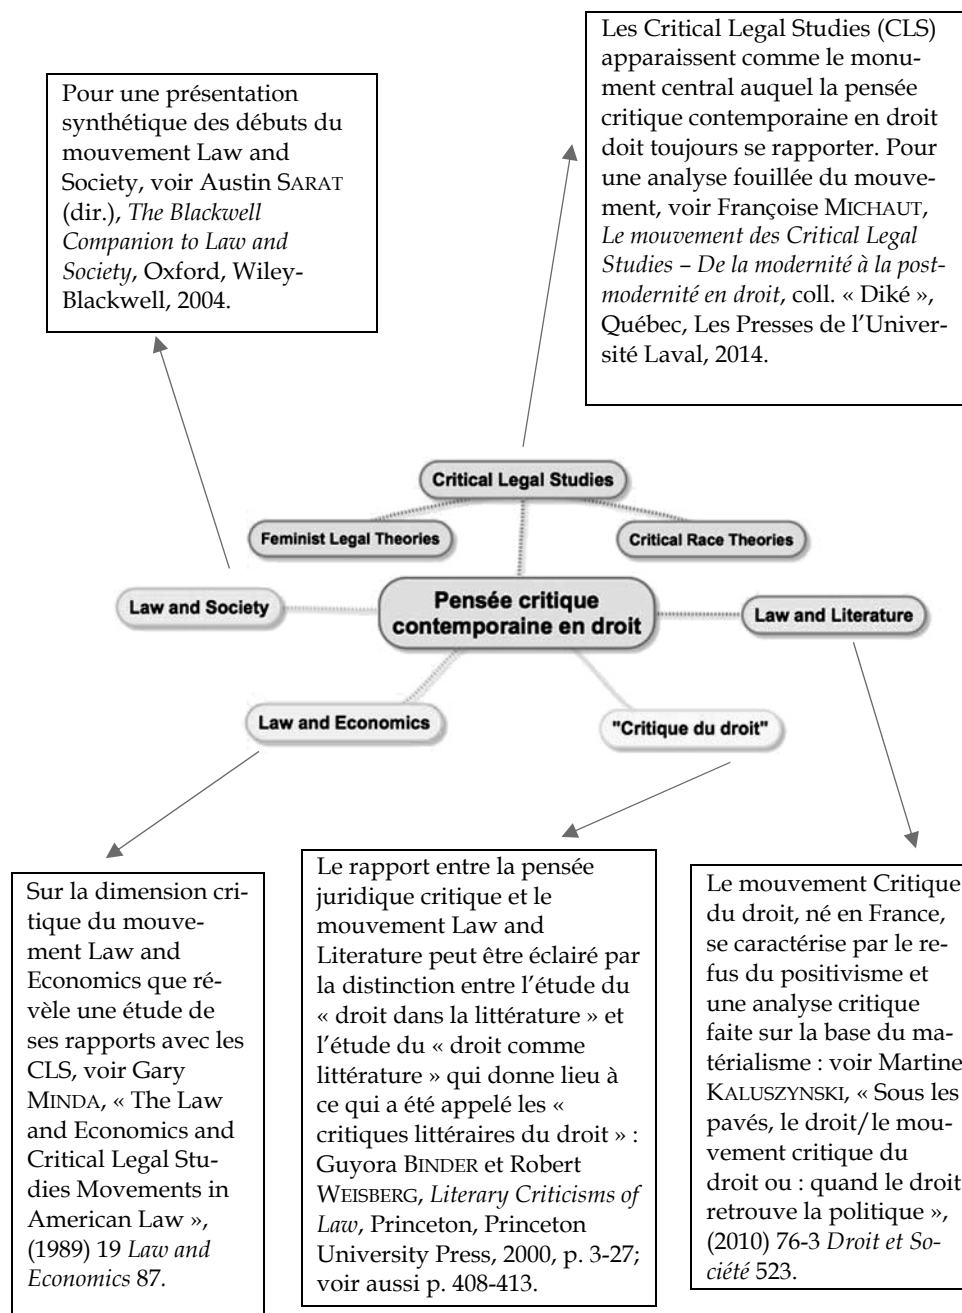 Pour une présentation
synthétique des débuts du
mouvement Law and
Society, voir Austin SARAT
(dir.), The Blackwell
Companion to Law and
Society, Oxford, Wiley-
Blackwell, 2004.
Les Critical Legal Studies (CLS)
apparaissent comme le monu-
ment central auquel la pensée
critique contemporaine en droit
doit toujours se rapporter. Pour
une analyse fouillée du mouve-
ment, voir Françoise MICHAUT,
Le mouvement des Critical Legal
Studies – De la modernité à la post-
modernité en droit, coll. « Diké »,
Québec, Les Presses de l’Univer-
sité Laval, 2014.
Critical Legal Studies
Feminist Legal Theories
Critical Race Theories
Law and Society
Pensée critique
contemporaine en droit
Law and Literature
Law and Economics
"Critique du droit"
Sur la dimension cri-
tique du mouve-
ment Law and
Economics que ré-
vèle une étude de
ses rapports avec les
CLS, voir Gary
MINDA, « The Law
and Economics and
Critical Legal Stu-
dies Movements in
American Law »,
(1989) 19 Law and
Economics 87.
Le rapport entre la pensée
juridique critique et le
mouvement Law and
Literature peut être éclairé par
la distinction entre l’étude du
« droit dans la littérature » et
l’étude du « droit comme
littérature » qui donne lieu à
ce qui a été appelé les «
critiques littéraires du droit » :
Guyora BINDER et Robert
WEISBERG, Literary Criticisms of
Law, Princeton, Princeton
University Press, 2000, p. 3-27;
voir aussi p. 408-413.
Le mouvement Critique
du droit, né en France,
se caractérise par le re-
fus du positivisme et
une analyse critique
faite sur la base du ma-
térialisme : voir Martine
KALUSZYNSKI, « Sous les
pavés, le droit/le mou-
vement critique du
droit ou : quand le droit
retrouve la politique »,
(2010) 76-3 Droit et So-
ciété 523.